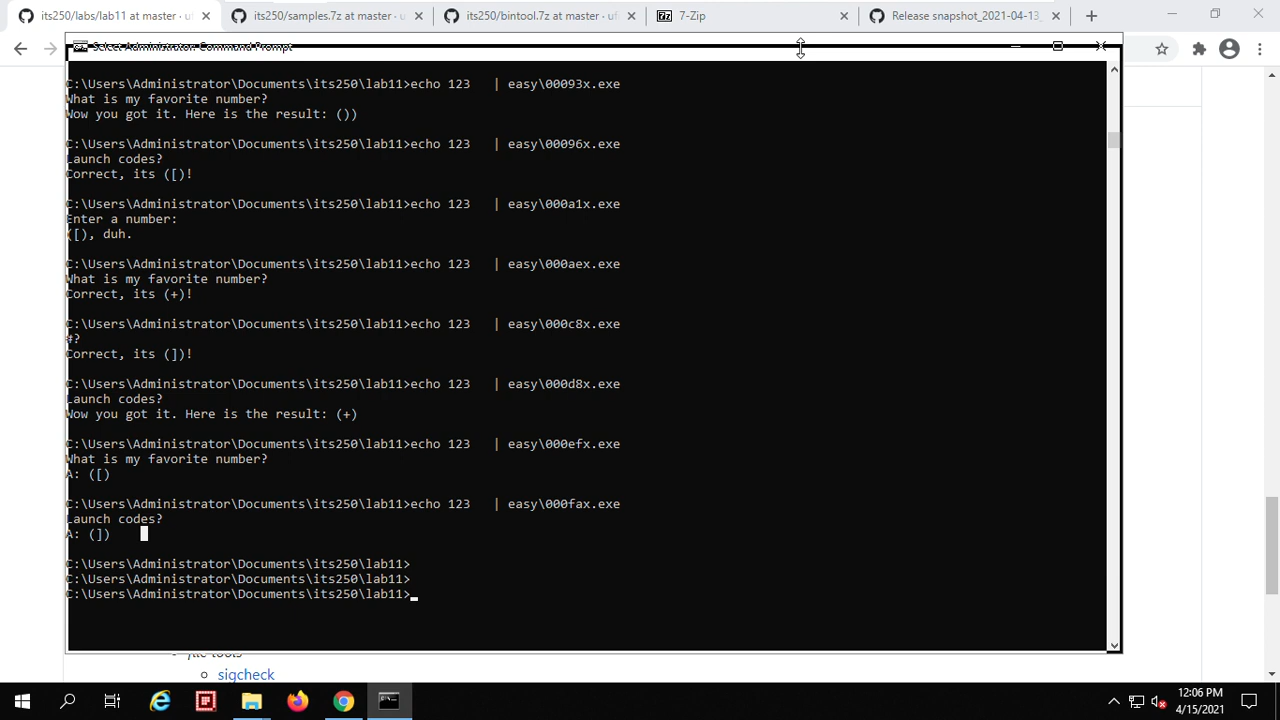 its250/labs/lab11 at master · u
its250/samples.7z at master · u
its250/bintool.7z at master · uf
7-Zip
Release snapshot_2021-04-13_
Select Administrator: Command Prompt
C:\Users\Administrator\Documents\its250\lab11>echo 123   | easy\00093x.exe
What is my favorite number?
Wow you got it. Here is the result: ())
C:\Users\Administrator\Documents\its250\lab11>echo 123   | easy\00096x.exe
Launch codes?
Correct, its ([)!
C:\Users\Administrator\Documents\its250\lab11>echo 123   | easy\000a1x.exe
Enter a number:
([), duh.
C:\Users\Administrator\Documents\its250\lab11>echo 123   | easy\000aex.exe
What is my favorite number?
Correct, its (+)!
C:\Users\Administrator\Documents\its250\lab11>echo 123   | easy\000c8x.exe
#?
Correct, its (])!
C:\Users\Administrator\Documents\its250\lab11>echo 123   | easy\000d8x.exe
Launch codes?
Wow you got it. Here is the result: (+)
C:\Users\Administrator\Documents\its250\lab11>echo 123   | easy\000efx.exe
What is my favorite number?
A: ([)
C:\Users\Administrator\Documents\its250\lab11>echo 123   | easy\000fax.exe
Launch codes?
A: (])
C:\Users\Administrator\Documents\its250\lab11>
C:\Users\Administrator\Documents\its250\lab11>
C:\Users\Administrator\Documents\its250\lab11>
tools
sigcheck
12:06 PM
4/15/2021